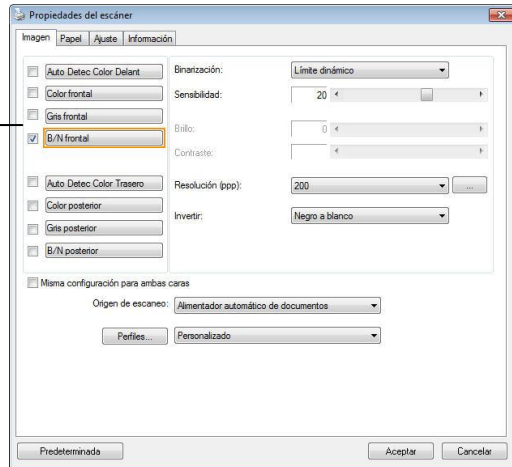 Propiedades del escáner
Imagen Papel Ajuste Información
Auto Detec Color Delant
Color frontal
Gris frontal
B/N frontal
Auto Detec Color Trasero
Color posterior
Gris posterior
B/N posterior
Binarización: Límite dinámico
Sensibilidad: 20
Brillo: 0
Contraste:
Resolución (ppp): 200 ...
Invertir: Negro a blanco
Misma configuración para ambas caras
Origen de escaneo: Alimentador automático de documentos
Perfiles... Personalizado
Predeterminada Aceptar Cancelar